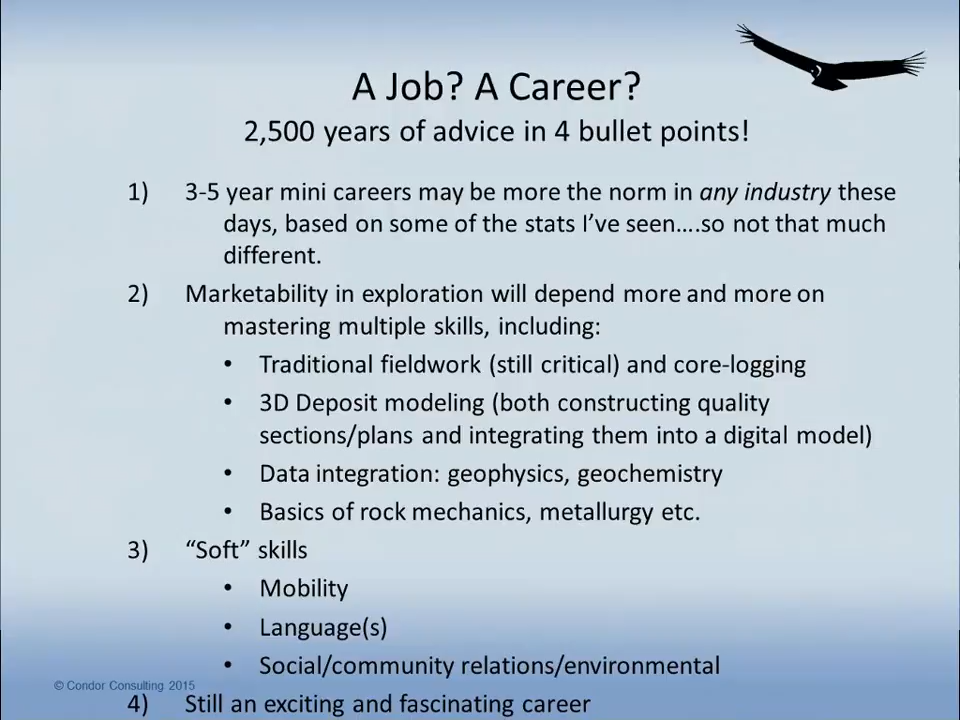 A Job? A Career?
2,500 years of advice in 4 bullet points!
1) 3-5 year mini careers may be more the norm in any industry these
days, based on some of the stats I’ve seen....so not that much
different.
2) Marketability in exploration will depend more and more on
mastering multiple skills, including:
• Traditional fieldwork (still critical) and core-logging
• 3D Deposit modeling (both constructing quality
sections/plans and integrating them into a digital model)
• Data integration: geophysics, geochemistry
• Basics of rock mechanics, metallurgy etc.
3) “Soft” skills
• Mobility
• Language(s)
• Social/community relations/environmental
© Condor Consulting 2015
4) Still an exciting and fascinating career